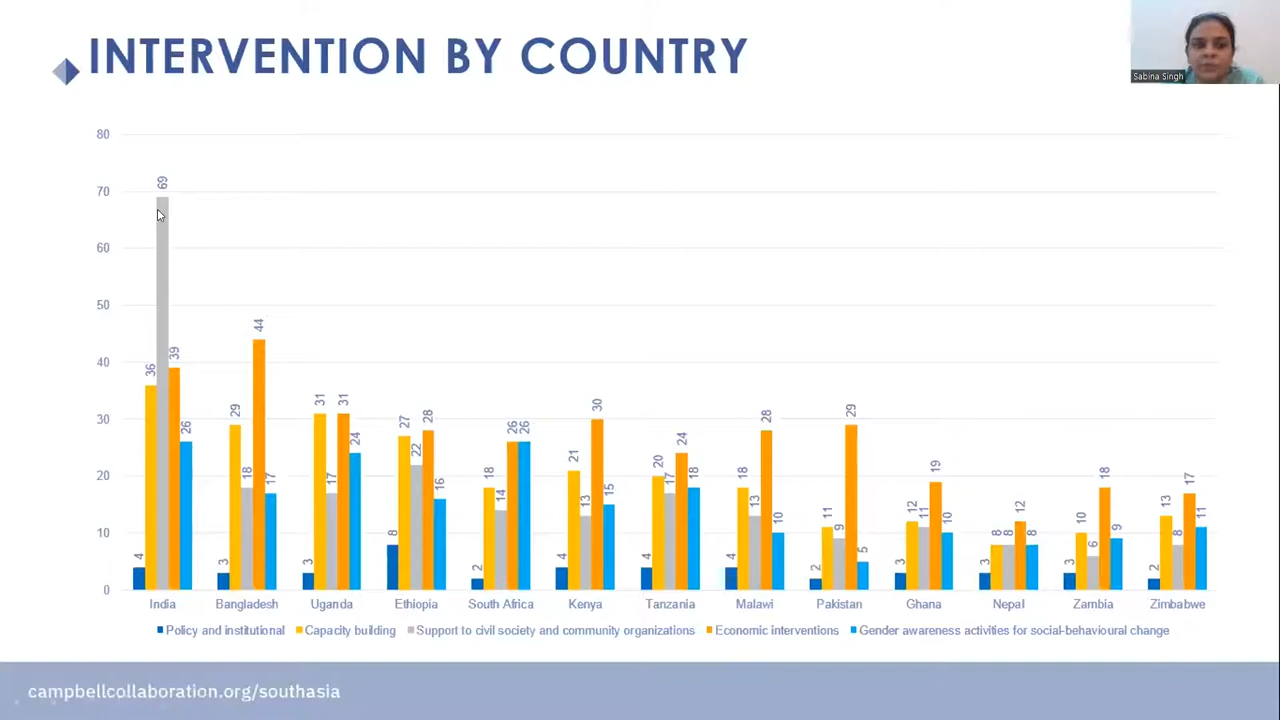 INTERVENTION BY COUNTRY
Sabina Singh
80
70
60
50
40
30
20
10
0
4 36 69 39 26
3 29 18 44 17
3 31 17 31 24
8 27 22 28 16
2 18 14 26 26
4 21 13 30 15
4 20 17 24 18
4 18 13 28 10
2 11 9 29 5
3 12 11 19 10
3 8 8 12 8
3 10 6 18 9
2 13 8 17 11
India Bangladesh Uganda Ethiopia South Africa Kenya Tanzania Malawi Pakistan Ghana Nepal Zambia Zimbabwe
Policy and institutional Capacity building Support to civil society and community organizations Economic interventions Gender awareness activities for social-behavioural change
campbellcollaboration.org/southasia